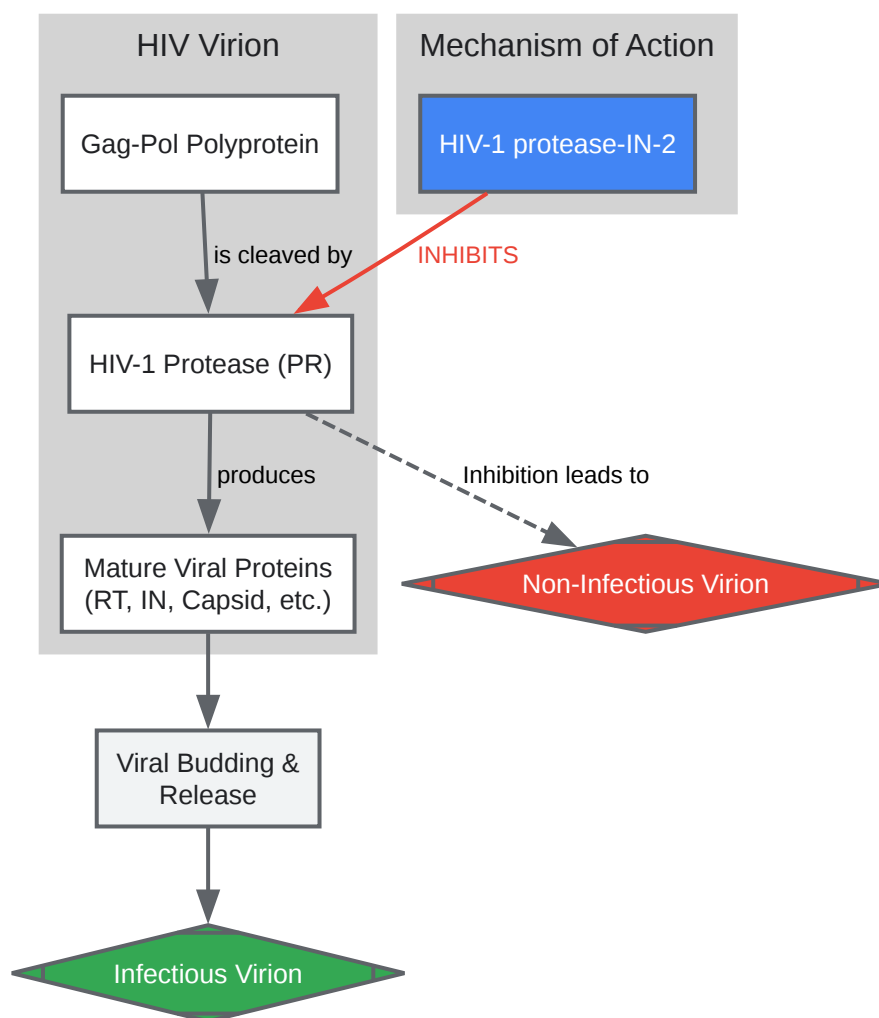 HIV Virion
Mechanism of Action
Gag-Pol Polyprotein
HIV-1 protease-IN-2
is cleaved by
INHIBITS
HIV-1 Protease (PR)
produces
Inhibition leads to
Mature Viral Proteins
(RT, IN, Capsid, etc.)
Non-Infectious Virion
Viral Budding &
Release
Infectious Virion